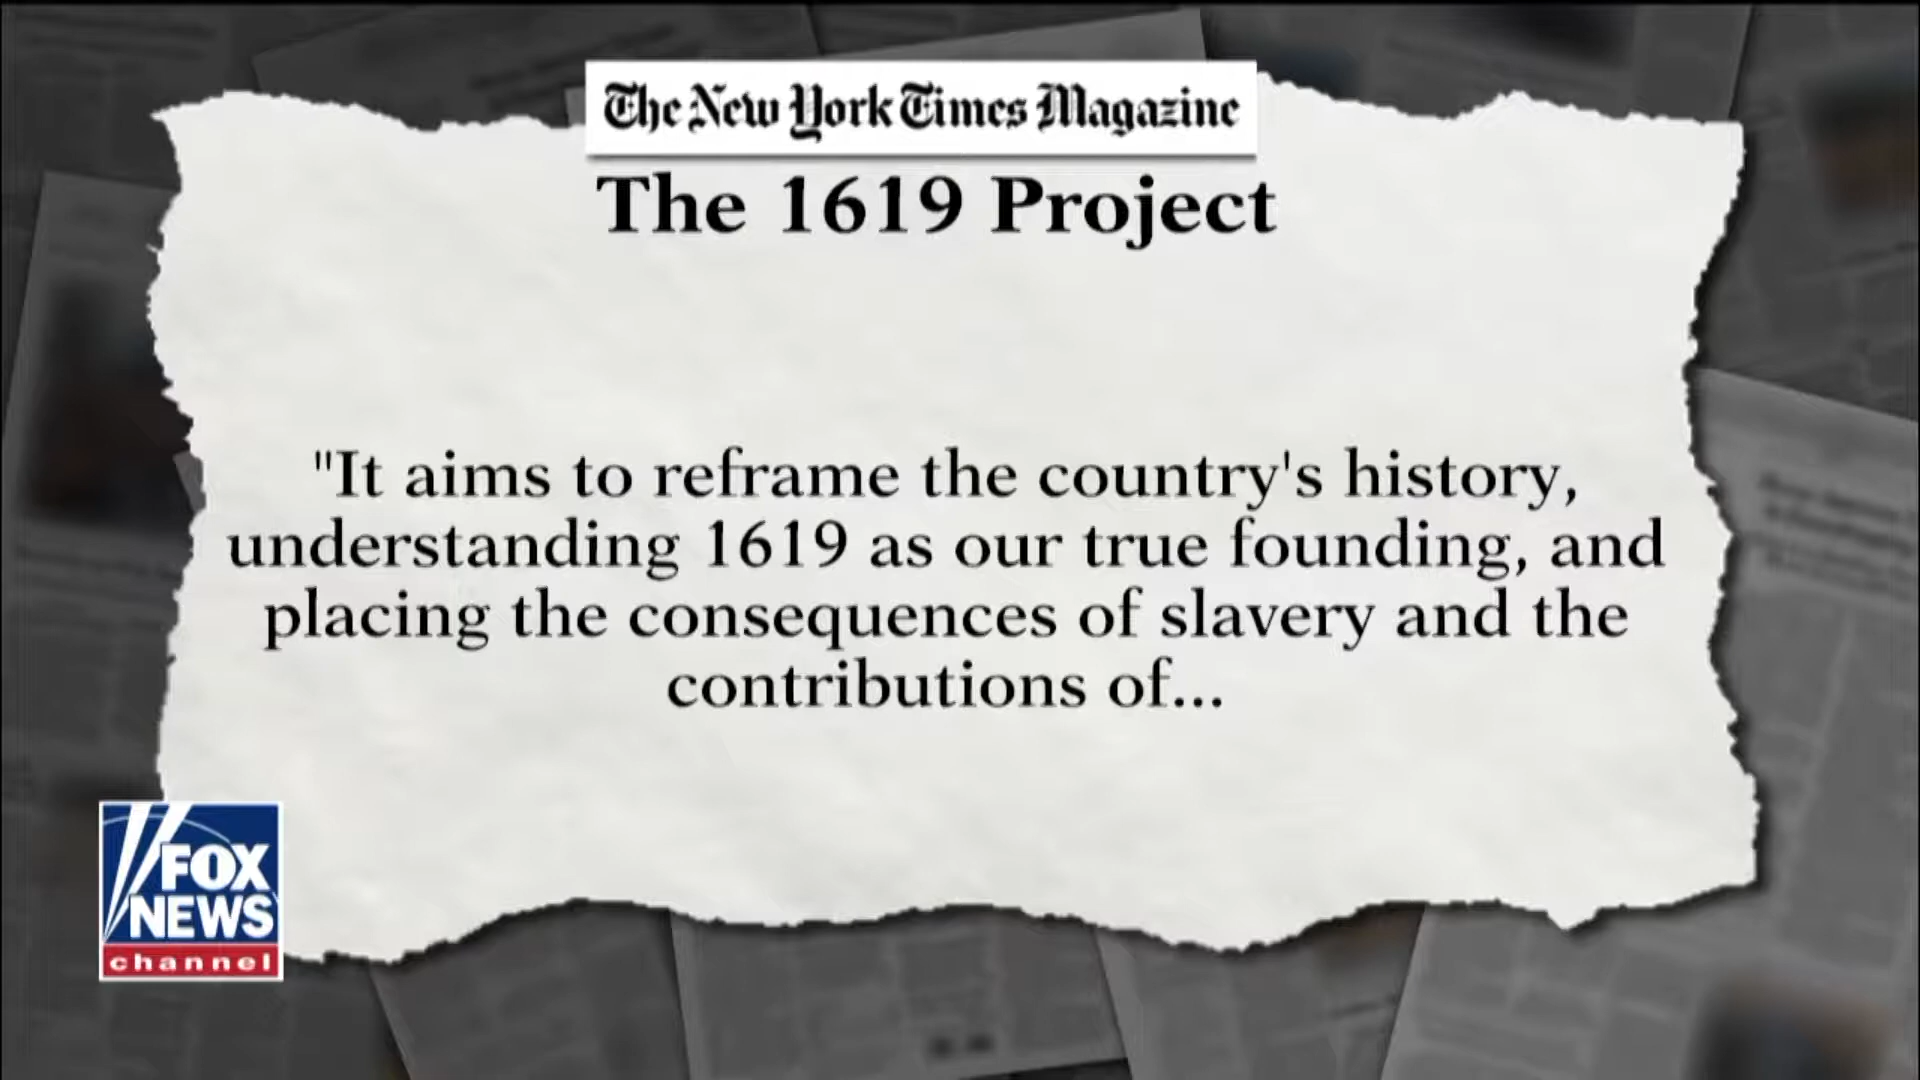 The New York Times Magazine
The 1619 Project
"It aims to reframe the country's history,
understanding 1619 as our true founding, and
placing the consequences of slavery and the
contributions of...
FOX
NEWS
channel